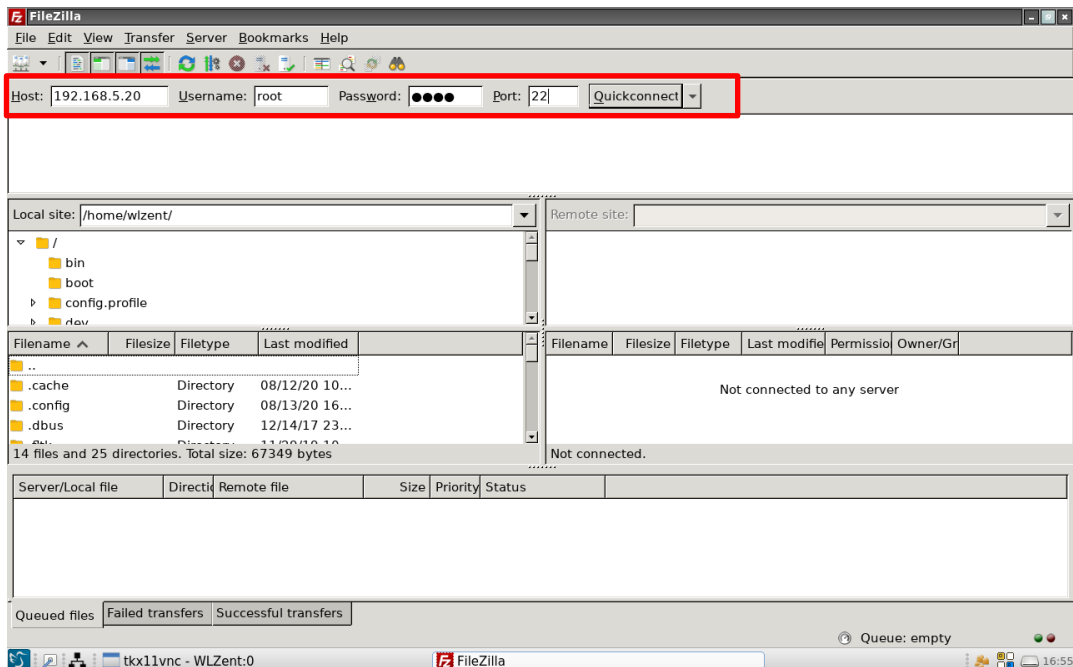 FileZilla
File Edit View Transfer Server Bookmarks Help
Host: 192.168.5.20 Username: root Password: ●●●● Port: 22 Quickconnect
Local site: /home/wlzent/
Remote site:
/
bin
boot
config.profile
dev
Filename Filesize Filetype Last modified
..
.cache Directory 08/12/20 10...
.config Directory 08/13/20 16...
.dbus Directory 12/14/17 23...
14 files and 25 directories. Total size: 67349 bytes
Filename Filesize Filetype Last modifie Permission Owner/Gr
Not connected to any server
Not connected.
Server/Local file Directio Remote file Size Priority Status
Queued files Failed transfers Successful transfers
Queue: empty
tkx11vnc - WLZent:0 FileZilla 16:55